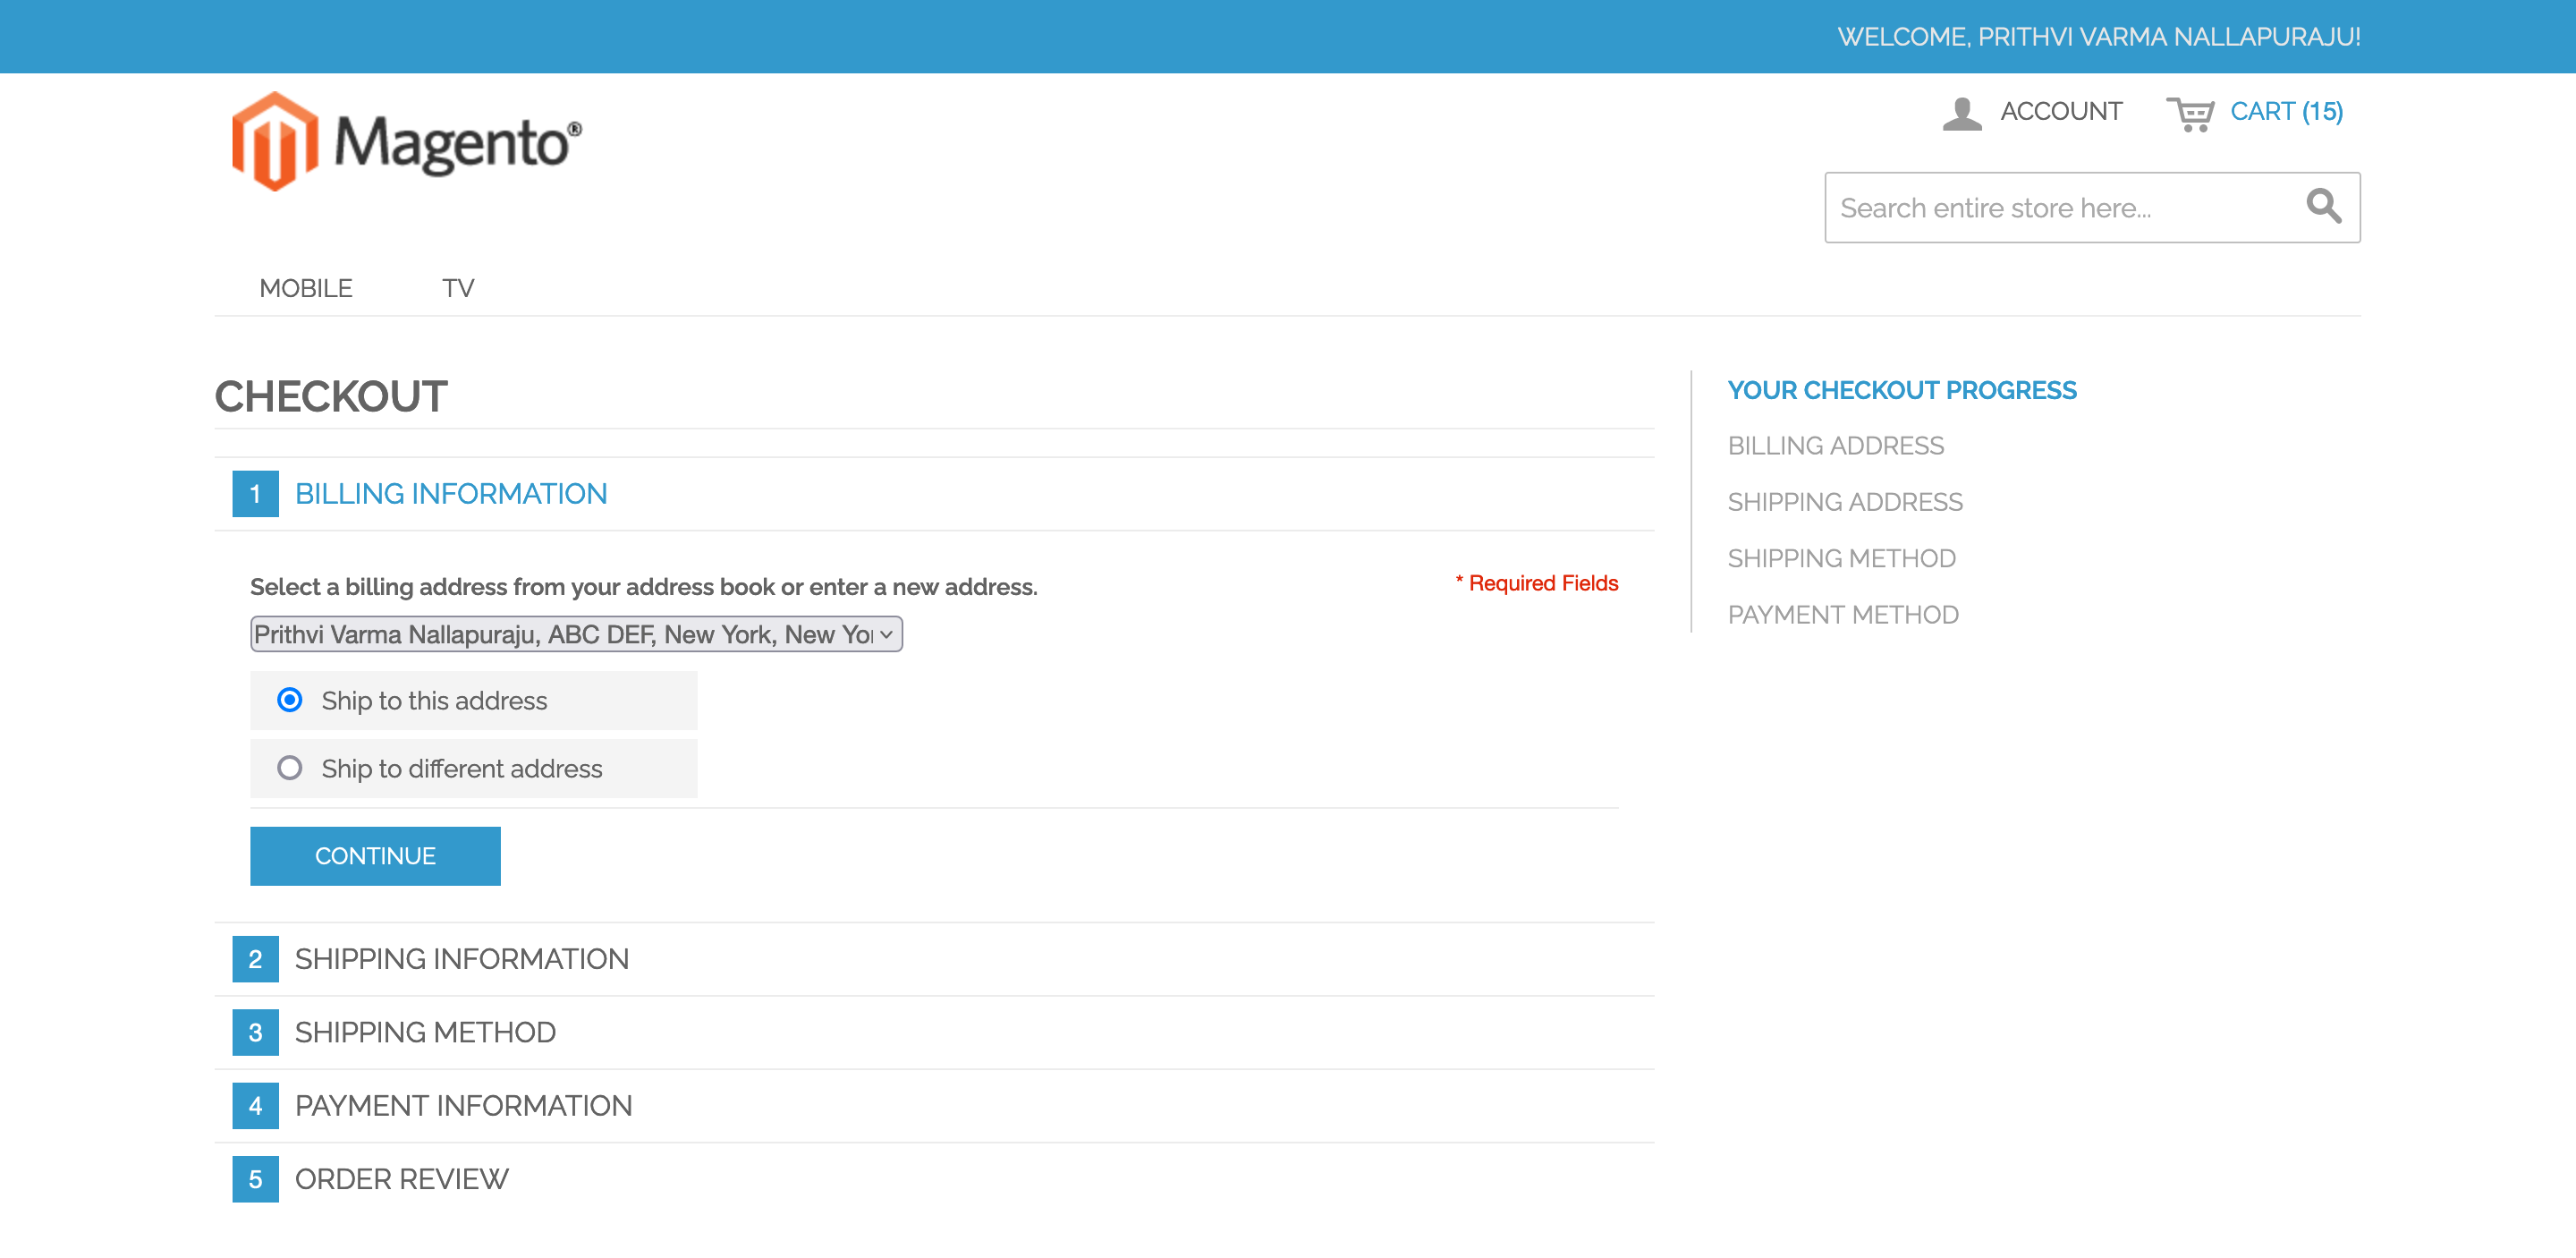 WELCOME, PRITHVI VARMA NALLAPURAJU!
Magento®
ACCOUNT
CART (15)
Search entire store here...
MOBILE
TV
CHECKOUT
1 BILLING INFORMATION
Select a billing address from your address book or enter a new address.
* Required Fields
Prithvi Varma Nallapuraju, ABC DEF, New York, New
Ship to this address
Ship to different address
CONTINUE
2 SHIPPING INFORMATION
3 SHIPPING METHOD
4 PAYMENT INFORMATION
5 ORDER REVIEW
YOUR CHECKOUT PROGRESS
BILLING ADDRESS
SHIPPING ADDRESS
SHIPPING METHOD
PAYMENT METHOD